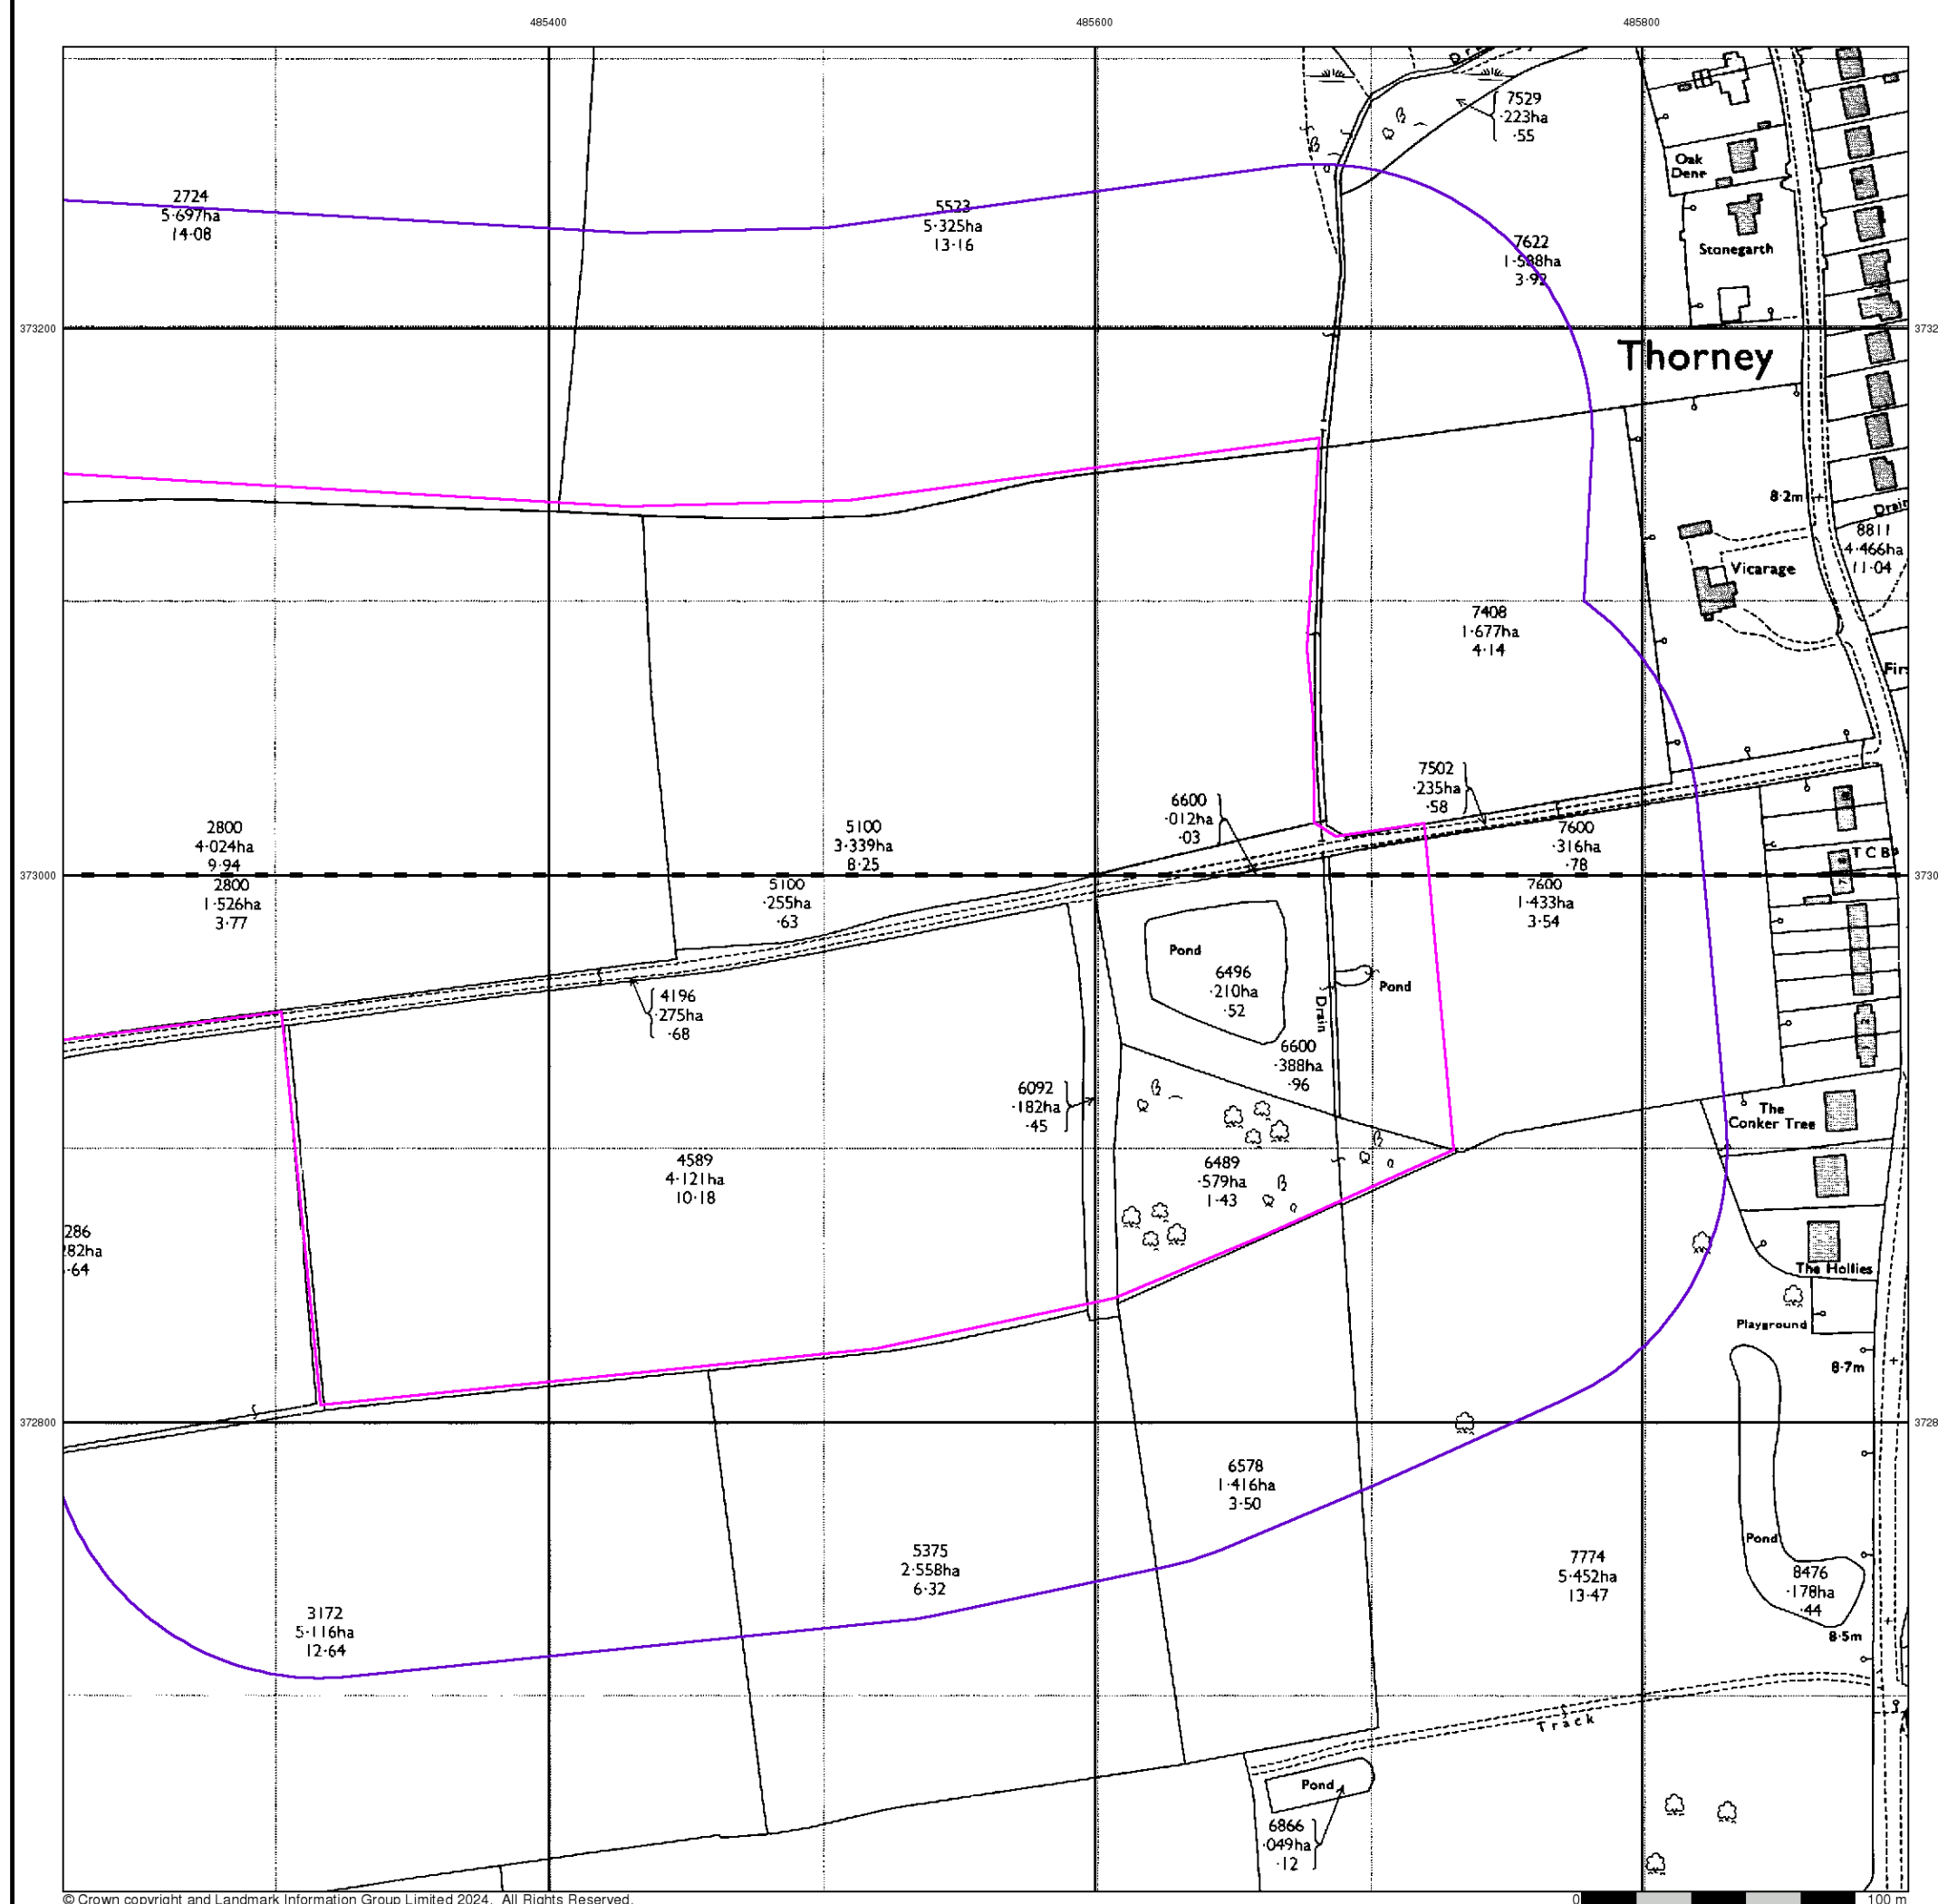 485400
485600
485800
7529
·223ha
·55
Oak
Dene
2724
5·697ha
14·08
5523
5·325ha
13·16
7622
3·92
Stonegarth
373200
3732
Thorney
8·2m
Drain
8811
4·466ha
11·04
Vicarage
7408
1·677ha
4·14
7502
·235ha
·58
6600
·012ha
·03
2800
4·024ha
9·94
5100
3·339ha
8·25
7600
·316ha
·78
T C B
373000
3730
2800
1·526ha
3·77
5100
·255ha
·63
7600
1·433ha
3·54
Pond
6496
·210ha
·52
Pond
Drain
4196
·275ha
·68
6600
·388ha
·96
6092
·182ha
·45
The
Conker Tree
4589
4·121ha
10·18
6489
·579ha
1·43
286
82ha
·64
The Hollies
Playground
8·7m
372800
3728
6578
1·416ha
3·50
Pond
5375
2·558ha
6·32
7774
5·452ha
13·47
8476
·178ha
·44
3172
5·116ha
12·64
8·5m
Track
Pond
6866
·049ha
·12
© Crown copyright and Landmark Information Group Limited 2024. All Rights Reserved.
0
100 m